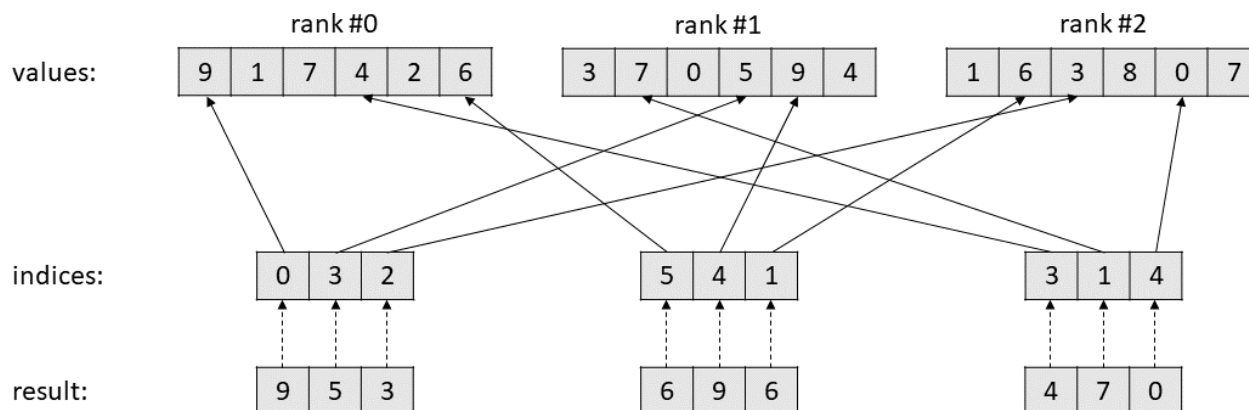 rank #0 rank #1 rank #2
values: 9 1 7 4 2 6 3 7 0 5 9 4 1 6 3 8 0 7
indices: 0 3 2 5 4 1 3 1 4
result: 9 5 3 6 9 6 4 7 0